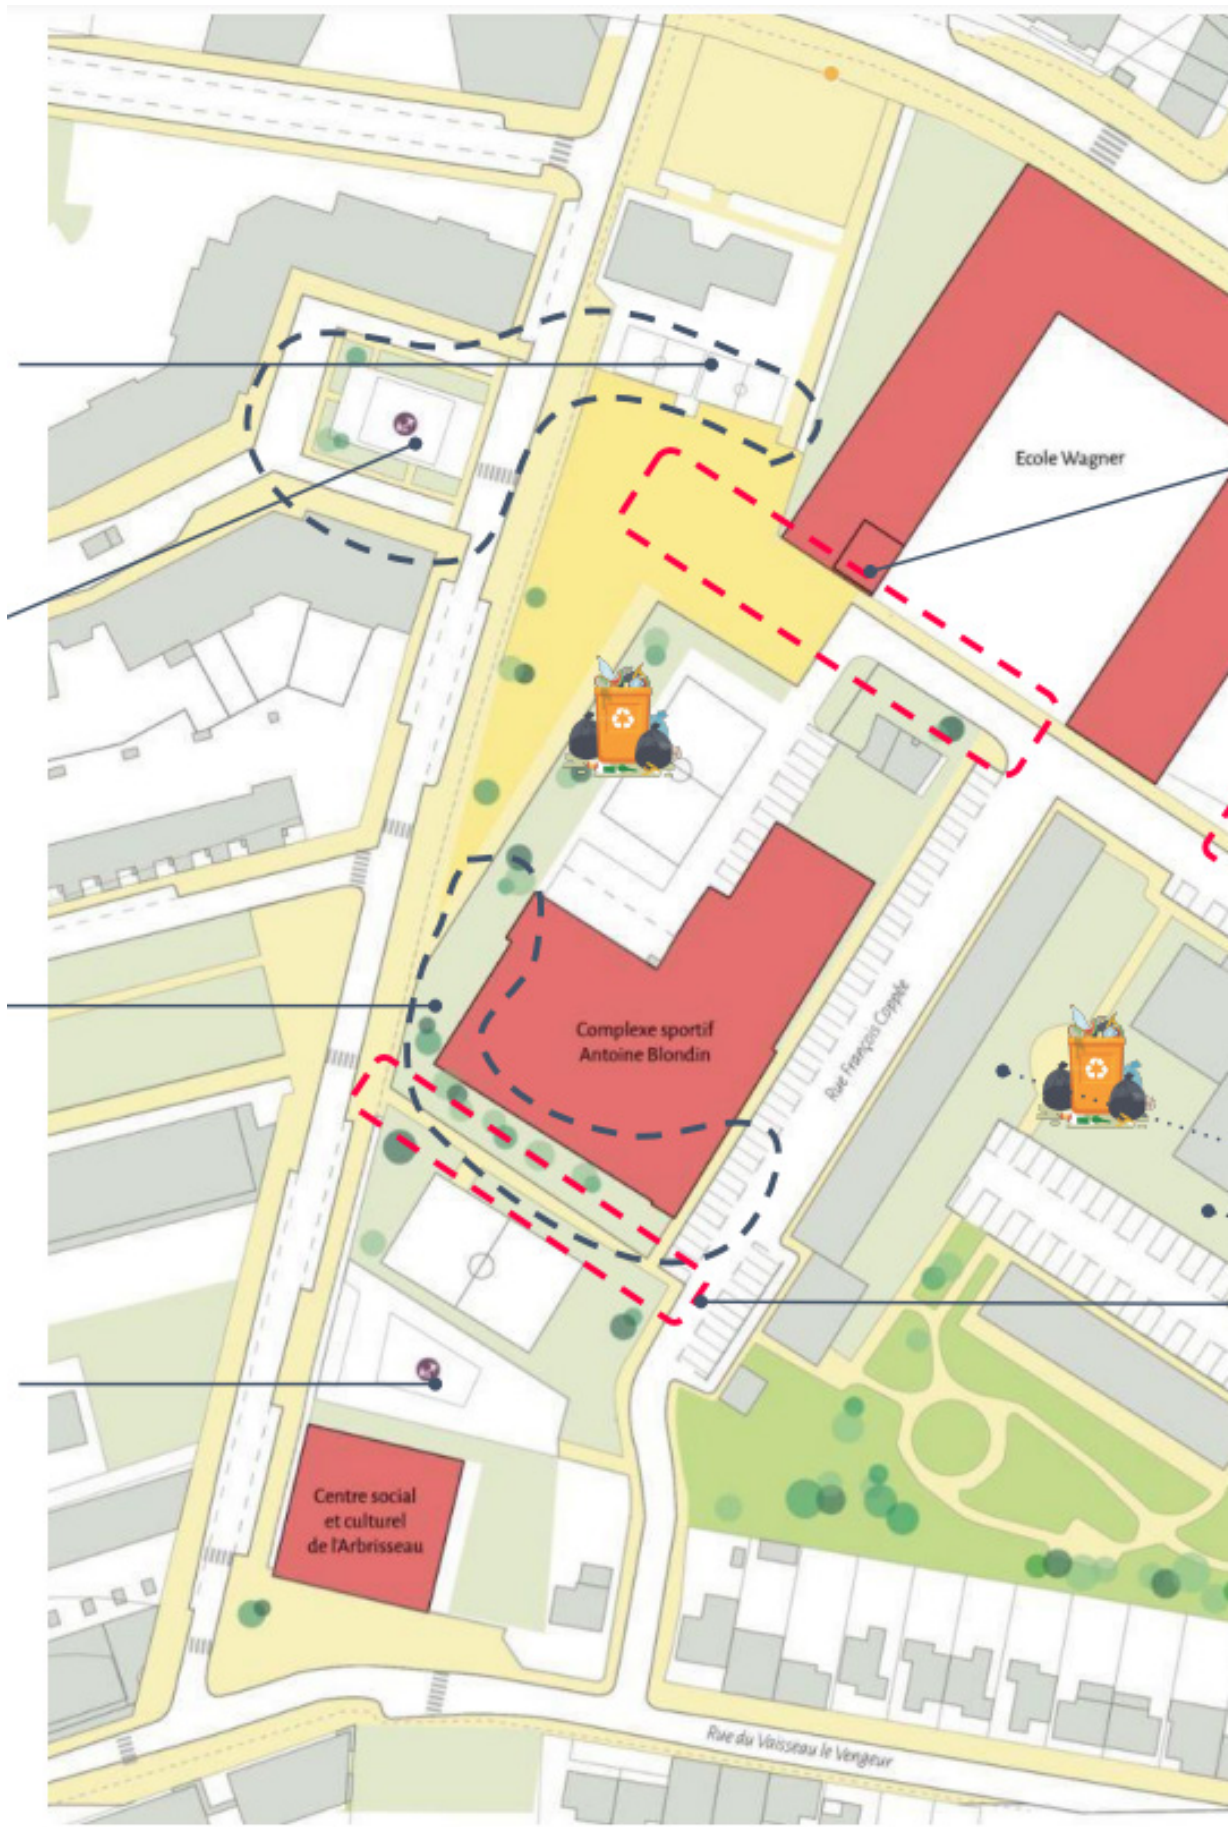 Ecole Wagner
Complexe sportif
Antoine Blondin
Rue François Coppée
Centre social
et culturel
de l'Arbrisseau
Rue du Vaisseau le Vengeur